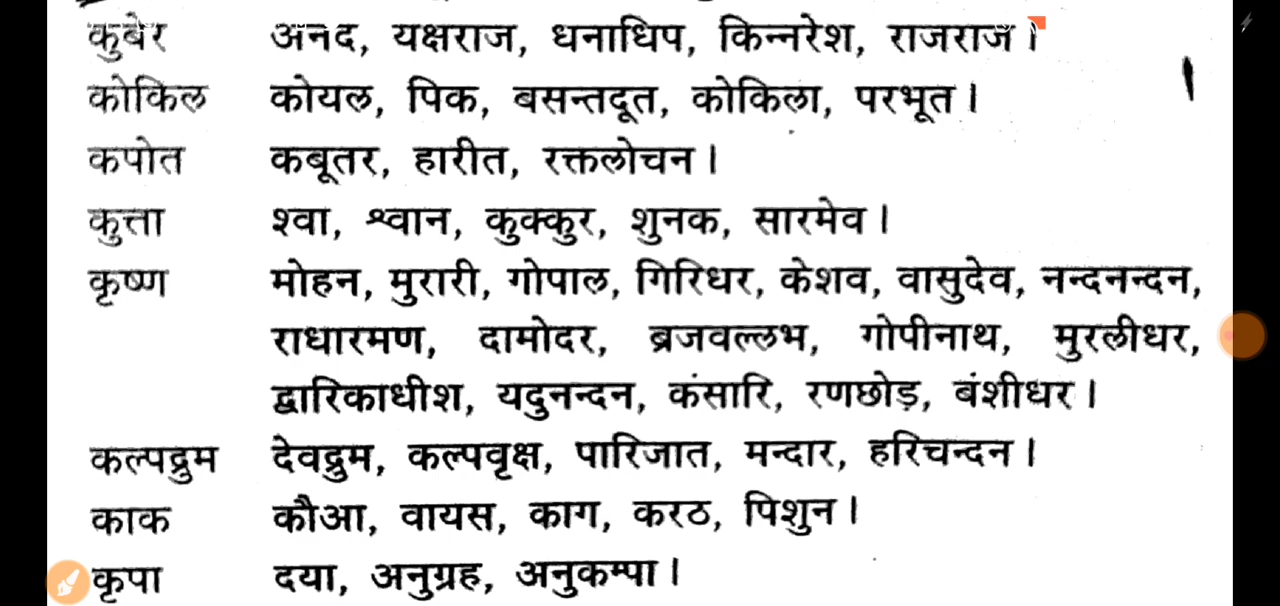 कुबेर अनद, यक्षराज, धनाधिप, किन्नरेश, राजराज।
कोकिल कोयल, पिक, बसन्तदूत, कोकिला, परभूत।
कपोत कबूतर, हारीत, रक्तलोचन।
कुत्ता श्वा, श्वान, कुक्कुर, शुनक, सारमेव।
कृष्ण मोहन, मुरारी, गोपाल, गिरिधर, केशव, वासुदेव, नन्दनन्दन,
राधारमण, दामोदर, ब्रजवल्लभ, गोपीनाथ, मुरलीधर,
द्वारिकाधीश, यदुनन्दन, कंसारि, रणछोड़, बंशीधर।
कल्पद्रुम देवद्रुम, कल्पवृक्ष, पारिजात, मन्दार, हरिचन्दन।
काक कौआ, वायस, काग, करठ, पिशुन।
कृपा दया, अनुग्रह, अनुकम्पा।